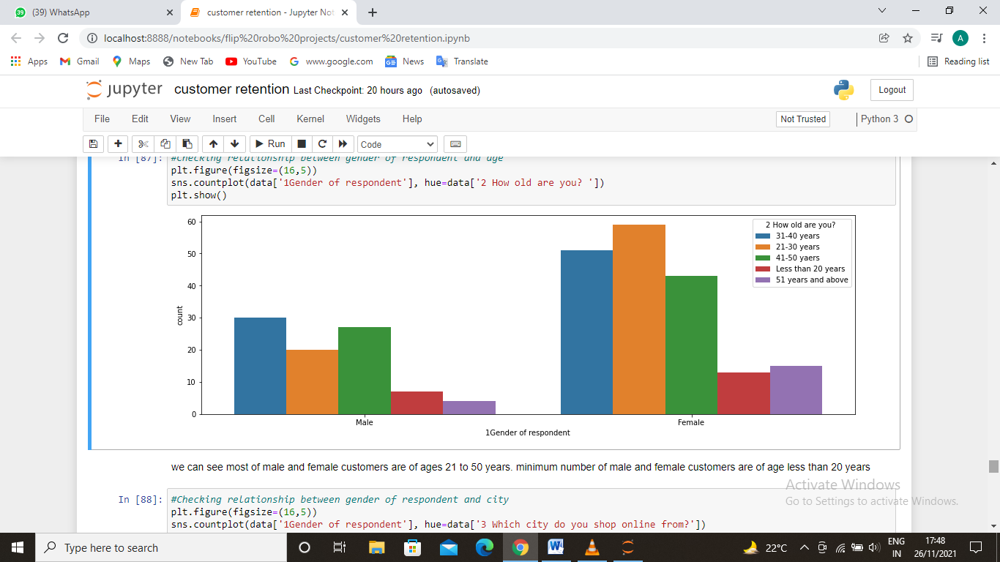 (39) WhatsApp
customer retention - Jupyter Not
localhost:8888/notebooks/flip%20robo%20projects/customer%20retention.ipynb
A
Apps Gmail Maps New Tab YouTube www.google.com News Translate Reading list
jupyter customer retention Last Checkpoint: 20 hours ago (autosaved) Logout
File Edit View Insert Cell Kernel Widgets Help Not Trusted Python 3
Run Code
In [87]: #Checking relationship between gender of respondent and age
plt.figure(figsize=(16,5))
sns.countplot(data['1Gender of respondent'], hue=data['2 How old are you? '])
plt.show()
60
50
40
30
20
10
0
count
2 How old are you?
31-40 years
21-30 years
41-50 yaers
Less than 20 years
51 years and above
Male Female
1Gender of respondent
we can see most of male and female customers are of ages 21 to 50 years. minimum number of male and female customers are of age less than 20 years
Activate Windows
Go to Settings to activate Windows.
In [88]: #Checking relationship between gender of respondent and city
plt.figure(figsize=(16,5))
sns.countplot(data['1Gender of respondent'], hue=data['3 Which city do you shop online from?'])
Type here to search
22°C
ENG
IN
17:48
26/11/2021